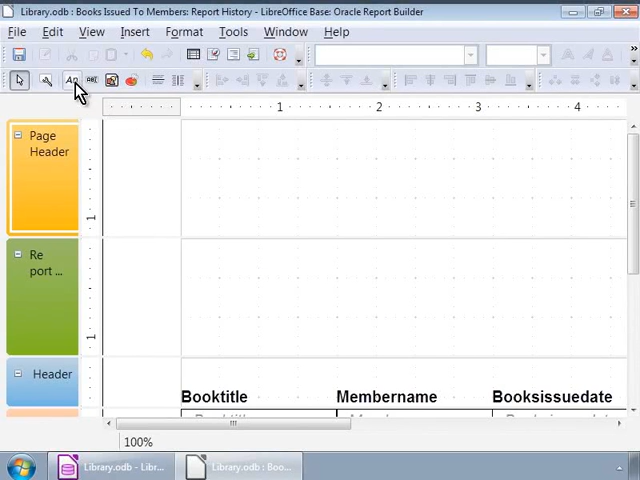 Library.odb : Books Issued To Members: Report History - LibreOffice Base: Oracle Report Builder
File Edit View Insert Format Tools Window Help
1 2 3 4
Page
Header
1
Re
port ...
1
Header
Booktitle Membername Booksissuedate
100%
Library.odb - Libr... Library.odb : Boo...